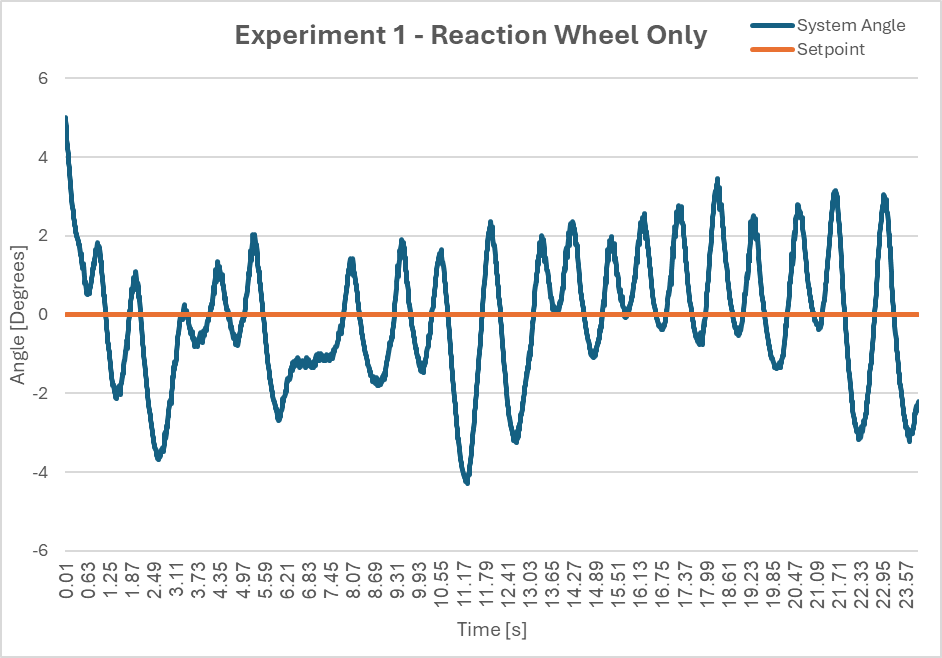 Experiment 1 - Reaction Wheel Only
System Angle
Setpoint
Angle [Degrees]
6
4
2
0
-2
-4
-6
0.01 0.63 1.25 1.87 2.49 3.11 3.73 4.35 4.97 5.59 6.21 6.83 7.45 8.07 8.69 9.31 9.93 10.55 11.17 11.79 12.41 13.03 13.65 14.27 14.89 15.51 16.13 16.75 17.37 17.99 18.61 19.23 19.85 20.47 21.09 21.71 22.33 22.95 23.57
Time [s]